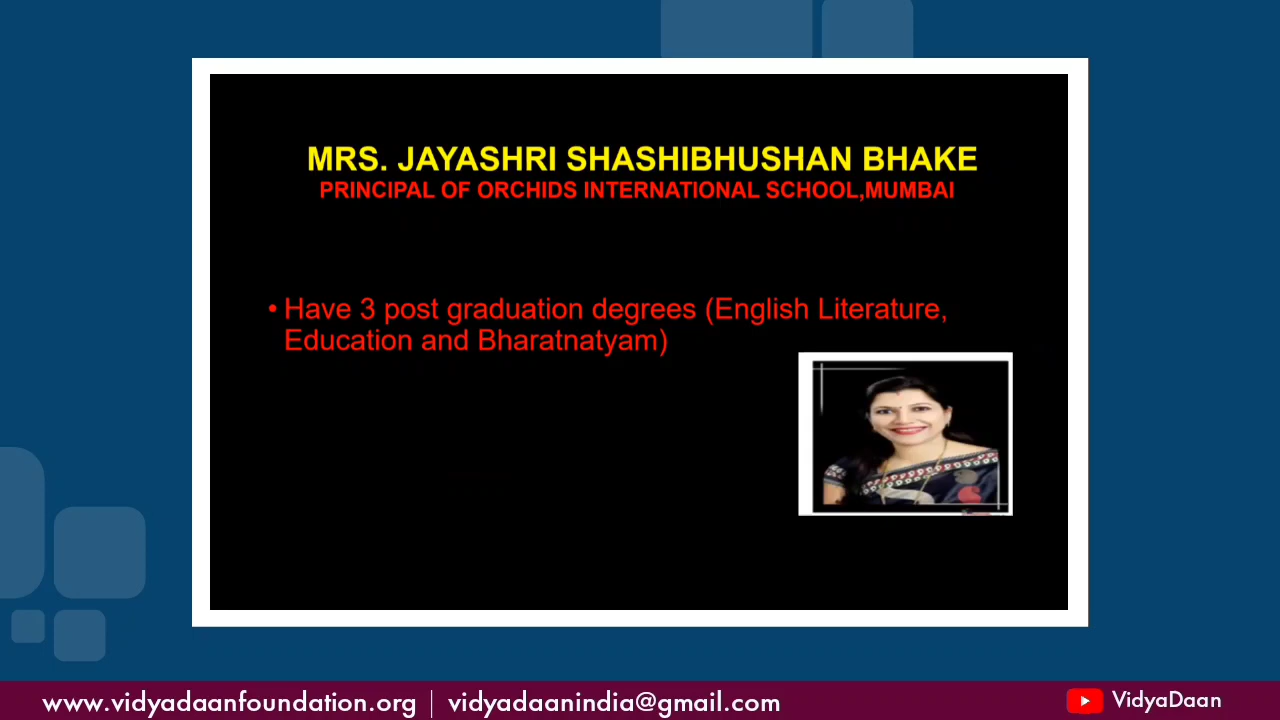 MRS. JAYASHRI SHASHIBHUSHAN BHAKE
PRINCIPAL OF ORCHIDS INTERNATIONAL SCHOOL,MUMBAI
• Have 3 post graduation degrees (English Literature,
Education and Bharatnatyam)
www.vidyadaanfoundation.org | vidyadaanindia@gmail.com
VidyaDaan